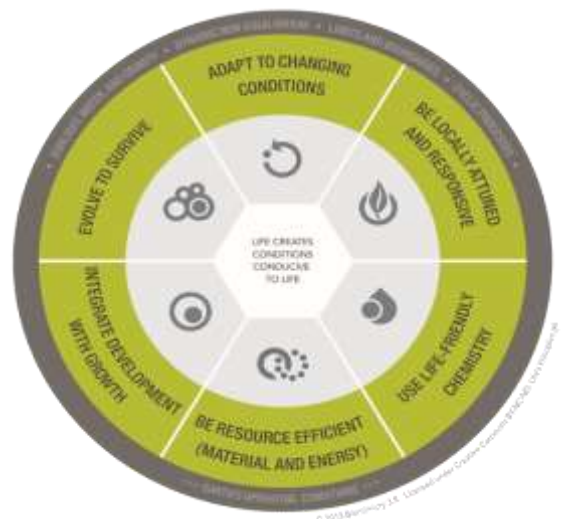 ADAPT TO CHANGING
CONDITIONS
BE LOCALLY ATTUNED
AND RESPONSIVE
USE LIFE-FRIENDLY
CHEMISTRY
BE RESOURCE EFFICIENT
(MATERIAL AND ENERGY)
INTEGRATE DEVELOPMENT
WITH GROWTH
EVOLVE TO SURVIVE
LIFE CREATES
CONDITIONS
CONDUCIVE
TO LIFE